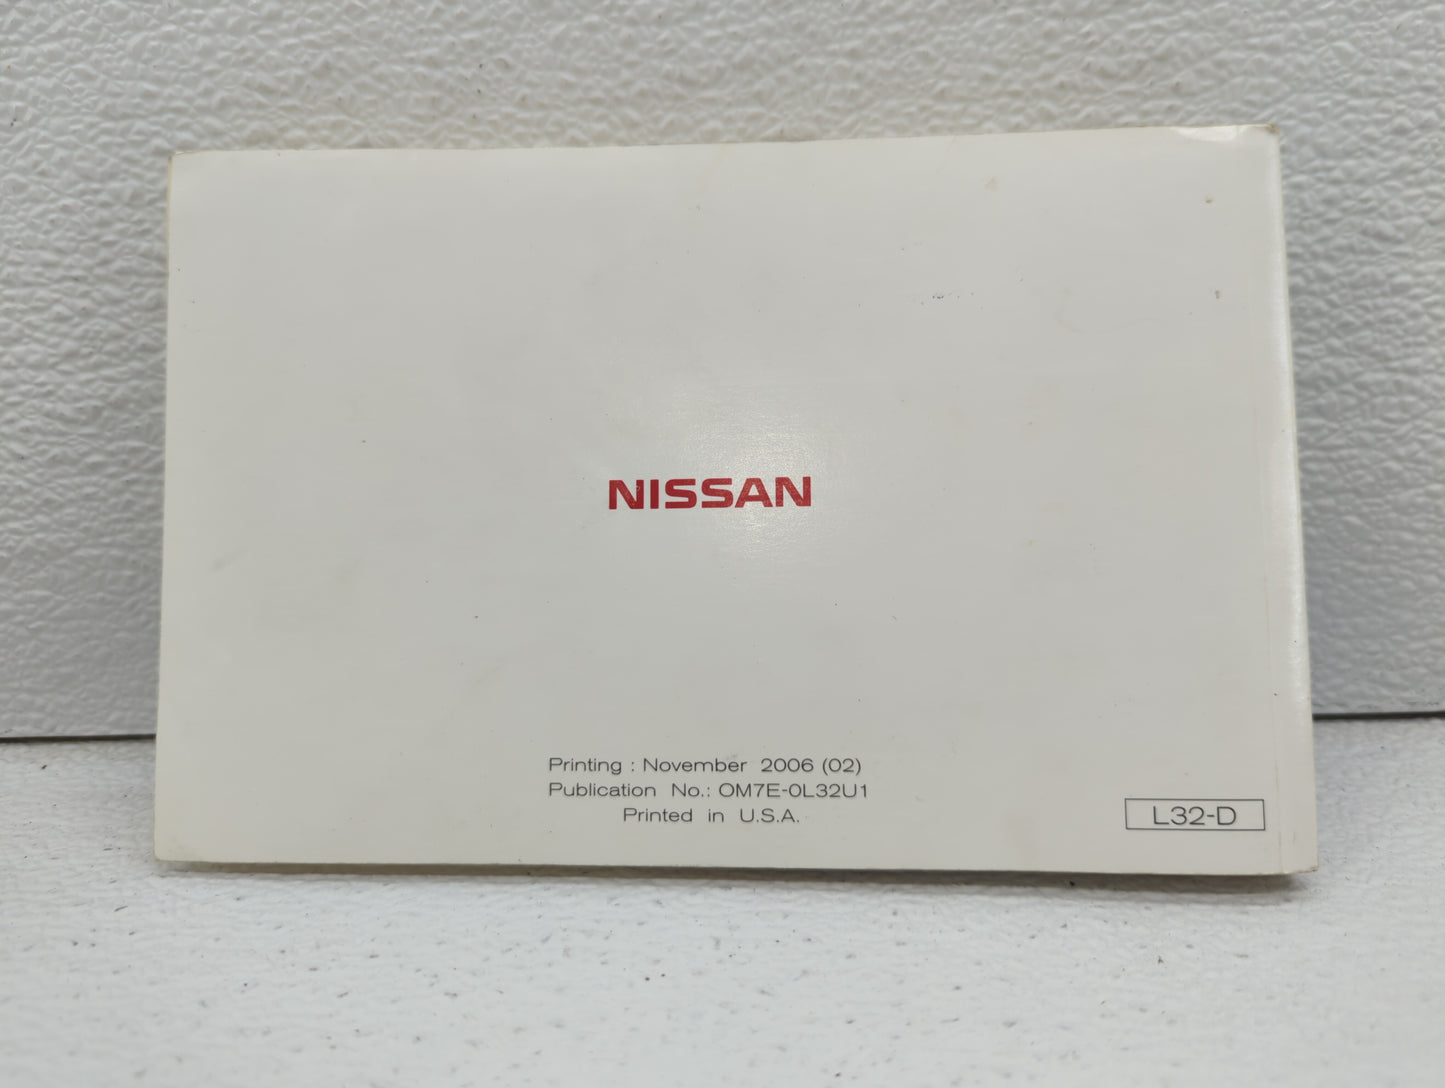 NISSAN
Printing : November 2006 (02)
Publication No.: OM7E-0L32U1
Printed in U.S.A.
L32-D